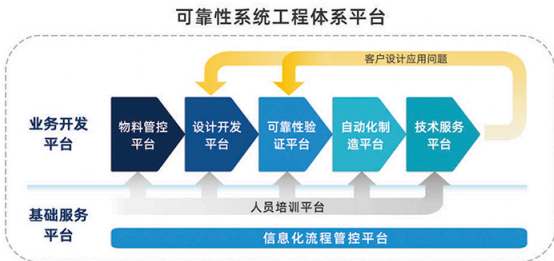 可靠性系统工程体系平台
客户设计应用问题
业务开发
平台
物料管控
平台
设计开发
平台
可靠性验
证平台
自动化制
造平台
技术服务
平台
基础服务
平台
人员培训平台
信息化流程管控平台